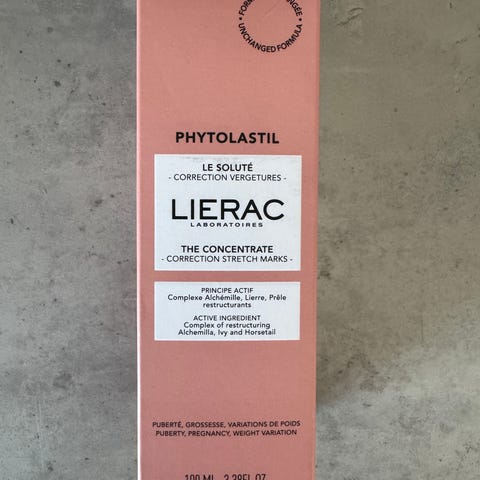 UNCHANGED FORMULA
PHYTOLASTIL
LE SOLUTÉ
- CORRECTION VERGETURES -
LIERAC
LABORATOIRES
THE CONCENTRATE
- CORRECTION STRETCH MARKS -
PRINCIPE ACTIF
Complexe Alchémille, Lierre, Prêle
restructurants
ACTIVE INGREDIENT
Complex of restructuring
Alchemilla, Ivy and Horsetail
PUBERTÉ, GROSSESSE, VARIATIONS DE POIDS
PUBERTY, PREGNANCY, WEIGHT VARIATION
100 ML